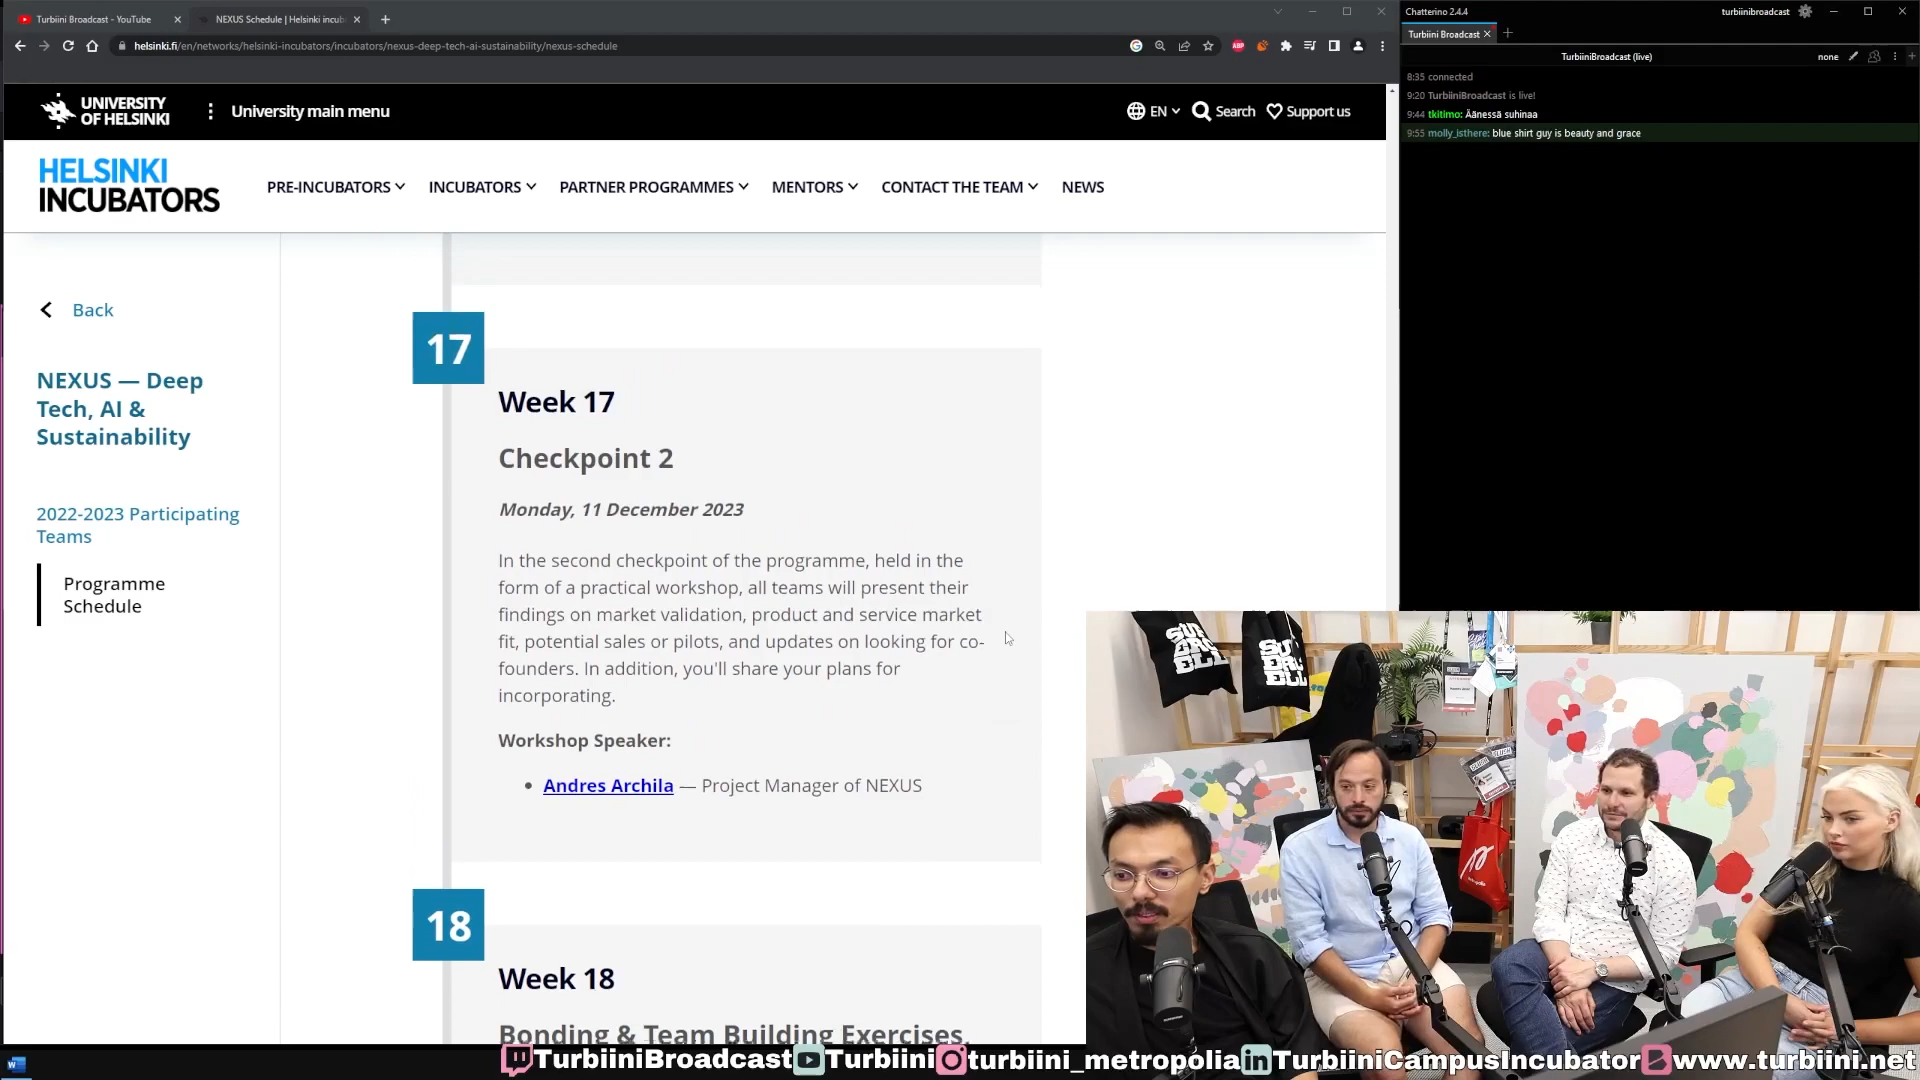 Turbiini Broadcast - YouTube
NEXUS Schedule | Helsinki incub
helsinki.fi/en/networks/helsinki-incubators/incubators/nexus-deep-tech-ai-sustainability/nexus-schedule
ABP
UNIVERSITY
OF HELSINKI
University main menu
EN
Search
Support us
HELSINKI
INCUBATORS
PRE-INCUBATORS
INCUBATORS
PARTNER PROGRAMMES
MENTORS
CONTACT THE TEAM
NEWS
Back
NEXUS — Deep
Tech, AI &
Sustainability
2022-2023 Participating
Teams
Programme
Schedule
17
Week 17
Checkpoint 2
Monday, 11 December 2023
In the second checkpoint of the programme, held in the
form of a practical workshop, all teams will present their
findings on market validation, product and service market
fit, potential sales or pilots, and updates on looking for co-
founders. In addition, you'll share your plans for
incorporating.
Workshop Speaker:
• Andres Archila — Project Manager of NEXUS
18
Week 18
Bonding & Team Building Exercises,
Chatterino 2.4.4
turbiinibroadcast
Turbiini Broadcast
TurbiiniBroadcast (live)
none
8:35 connected
9:20 TurbiiniBroadcast is live!
9:44 tkitimo: Äänessä suhinaa
9:55 molly_isthere: blue shirt guy is beauty and grace
SUP
ERC
ELL
SUP
ERC
ELL
TurbiiniBroadcast
Turbiini
turbiini_metropolia
TurbiiniCampusIncubator
www.turbiini.net